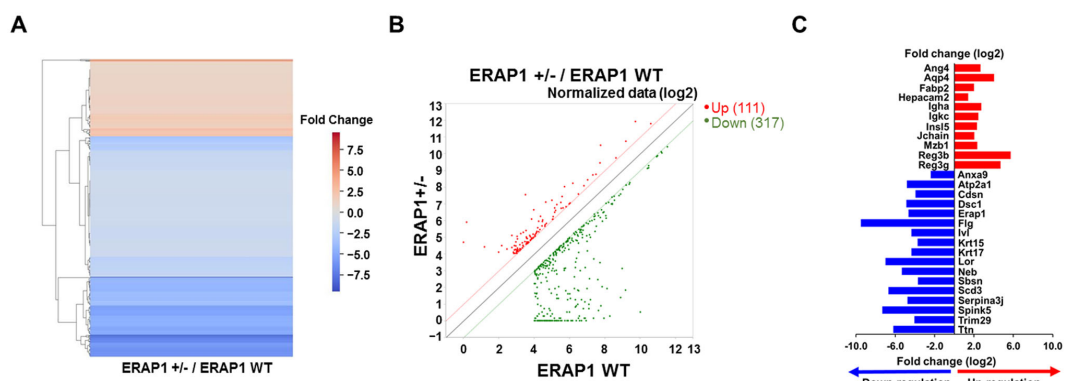 A
B
C
Fold Change
7.5
5.0
2.5
0.0
−2.5
−5.0
−7.5
ERAP1 +/- / ERAP1 WT
ERAP1 +/- / ERAP1 WT
Normalized data (log2)
Up (111)
Down (317)
ERAP1+/-
13
12
11
10
9
8
7
6
5
4
3
2
1
0
−1
0 2 4 6 8 10 12 13
ERAP1 WT
Fold change (log2)
Ang4
Aqp4
Fabp2
Hepacam2
Igha
Igkc
Insl5
Jchain
Mzb1
Reg3b
Reg3g
Anxa9
Atp2a1
Cdsn
Dsc1
Erap1
Flg
Ivl
Krt15
Krt17
Lor
Neb
Sbsn
Scd3
Serpina3j
Spink5
Trim29
Ttn
-10.0 -6.0 -2.0 2.0 6.0 10.0
Fold change (log2)
Down regulation Up regulation